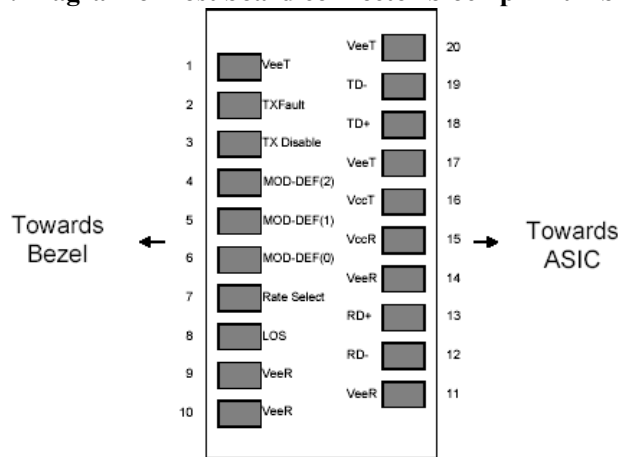 VeeT 20
1 VeeT
TD- 19
2 TXFault
TD+ 18
3 TX Disable
VeeT 17
4 MOD-DEF(2)
VccT 16
5 MOD-DEF(1)
Towards
Bezel
VccR 15
Towards
ASIC
6 MOD-DEF(0)
VeeR 14
7 Rate Select
RD+ 13
8 LOS
RD- 12
9 VeeR
VeeR 11
10 VeeR